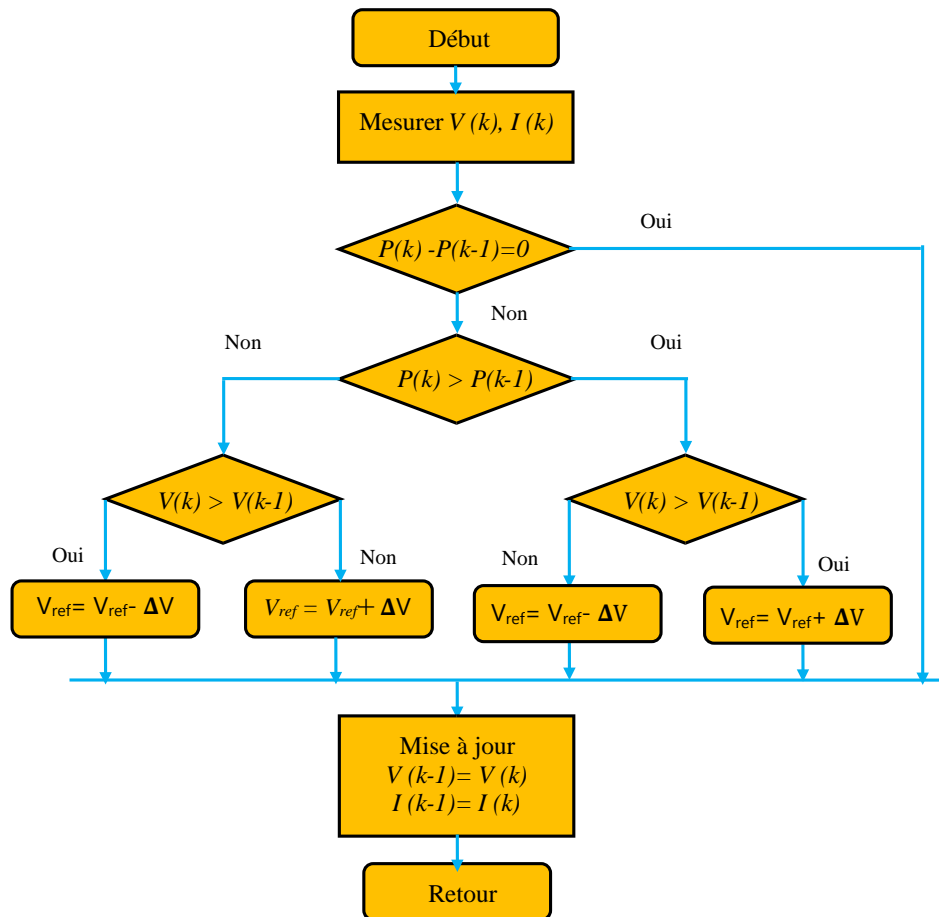 Début
Mesurer V (k), I (k)
P(k) -P(k-1)=0
Oui
Non
P(k) > P(k-1)
Non
Oui
V(k) > V(k-1)
V(k) > V(k-1)
Oui
Non
Non
Oui
Vref= Vref- ΔV
Vref = Vref+ ΔV
Vref= Vref- ΔV
Vref= Vref+ ΔV
Mise à jour
V (k-1)= V (k)
I (k-1)= I (k)
Retour